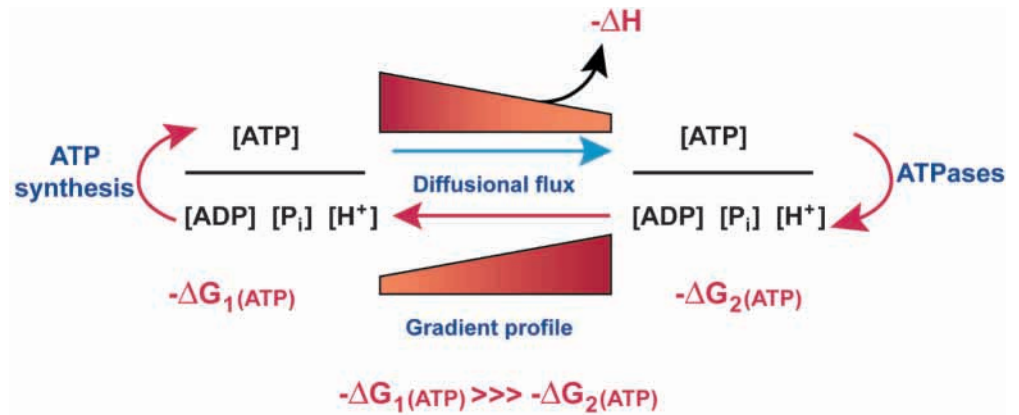 -ΔH
[ATP]
[ATP]
ATP
synthesis
Diffusional flux
ATPases
[ADP] [Pi] [H+]
[ADP] [Pi] [H+]
-ΔG1(ATP)
-ΔG2(ATP)
Gradient profile
-ΔG1(ATP) >>> -ΔG2(ATP)